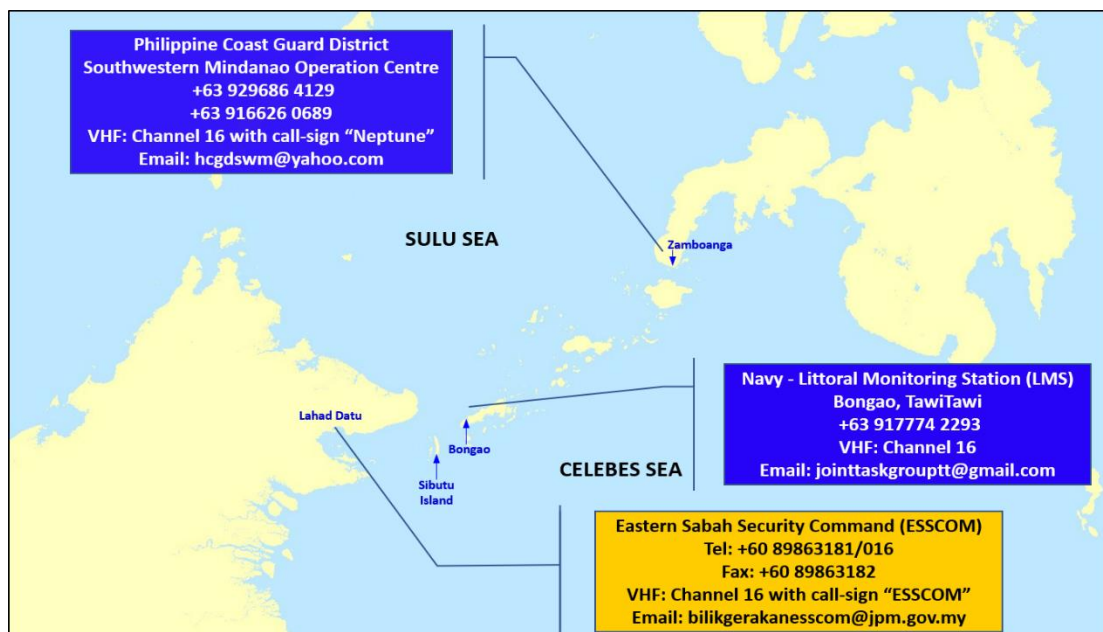 Philippine Coast Guard District
Southwestern Mindanao Operation Centre
+63 929686 4129
+63 916626 0689
VHF: Channel 16 with call-sign “Neptune”
Email: hcgdswm@yahoo.com
SULU SEA
Zamboanga
Navy - Littoral Monitoring Station (LMS)
Bongao, TawiTawi
+63 917774 2293
VHF: Channel 16
Email: jointtaskgrouptt@gmail.com
Lahad Datu
Bongao
Sibutu
Island
CELEBES SEA
Eastern Sabah Security Command (ESSCOM)
Tel: +60 89863181/016
Fax: +60 89863182
VHF: Channel 16 with call-sign “ESSCOM”
Email: bilikgerakanesscom@jpm.gov.my